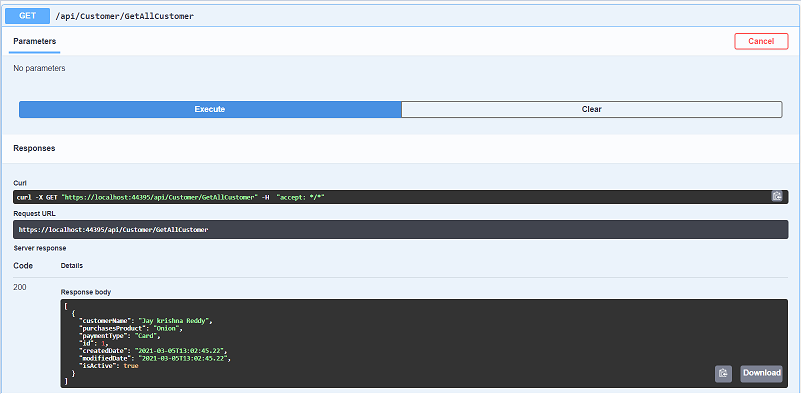 GET /api/Customer/GetAllCustomer
Parameters
Cancel
No parameters
Execute
Clear
Responses
Curl
curl -X GET "https://localhost:44395/api/Customer/GetAllCustomer" -H  "accept: */*"
Request URL
https://localhost:44395/api/Customer/GetAllCustomer
Server response
Code Details
200
Response body
[
  {
    "customerName": "Jay krishna Reddy",
    "purchasesProduct": "Onion",
    "paymentType": "Card",
    "id": 1,
    "createdDate": "2021-03-05T13:02:45.22",
    "modifiedDate": "2021-03-05T13:02:45.22",
    "isActive": true
  }
]
Download